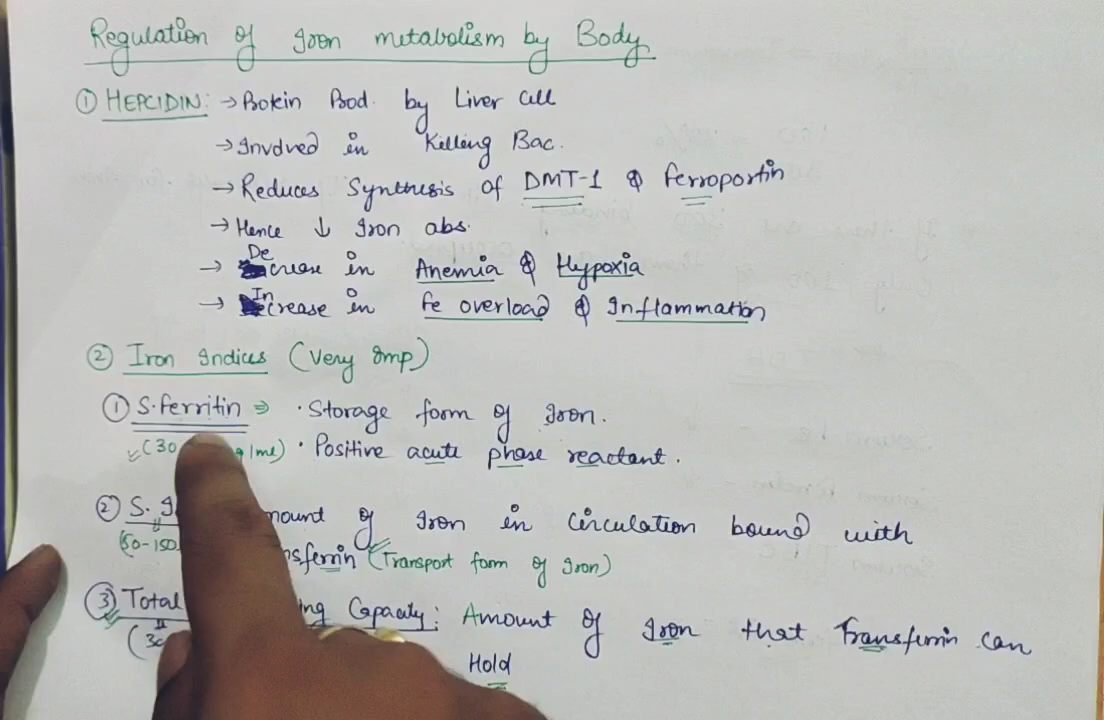 Regulation of Iron metabolism by Body
① HEPCIDIN: → Protein Prod. by Liver Cell
→ Involved in Killing Bac.
→ Reduces Synthesis of DMT-1 & ferroportin
→ Hence ↓ Iron abs.
→ Decrease in Anemia & Hypoxia
→ Increase in Fe overload & Inflammation
② Iron Indices (Very Imp)
① S.ferritin ⇒ · Storage form of Iron.
(30 /ml) · Positive acute phase reactant.
② S. mount of Iron in circulation bound with
(50-150 nsferrin (Transport form of Iron)
③ Total ing Capacity: Amount of Iron that Transferrin can
(30 Hold